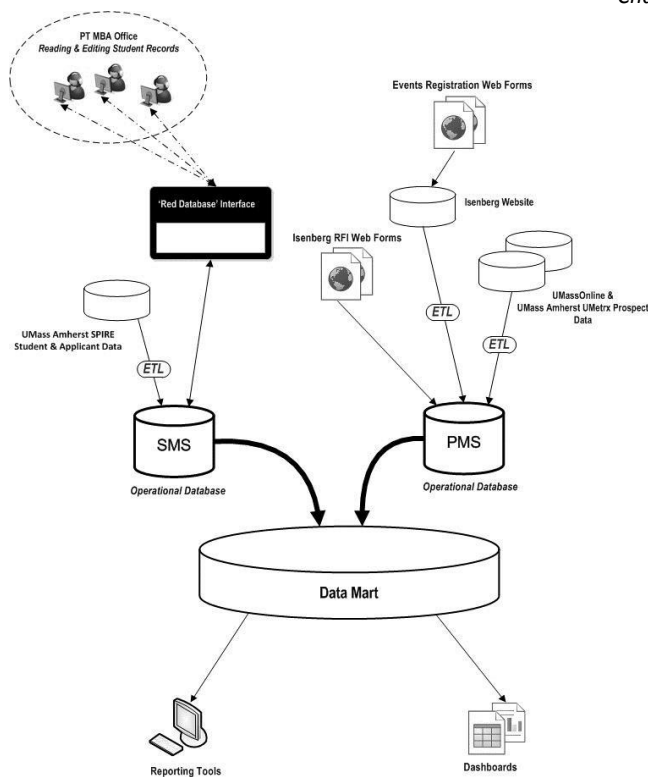 PT MBA Office
Reading & Editing Student Records
Events Registration Web Forms
'Red Database' Interface
Isenberg Website
Isenberg RFI Web Forms
UMassOnline &
UMass Amherst UMetrx Prospect
Data
UMass Amherst SPIRE
Student & Applicant Data
ETL
ETL
ETL
SMS
PMS
Operational Database
Operational Database
Data Mart
Reporting Tools
Dashboards